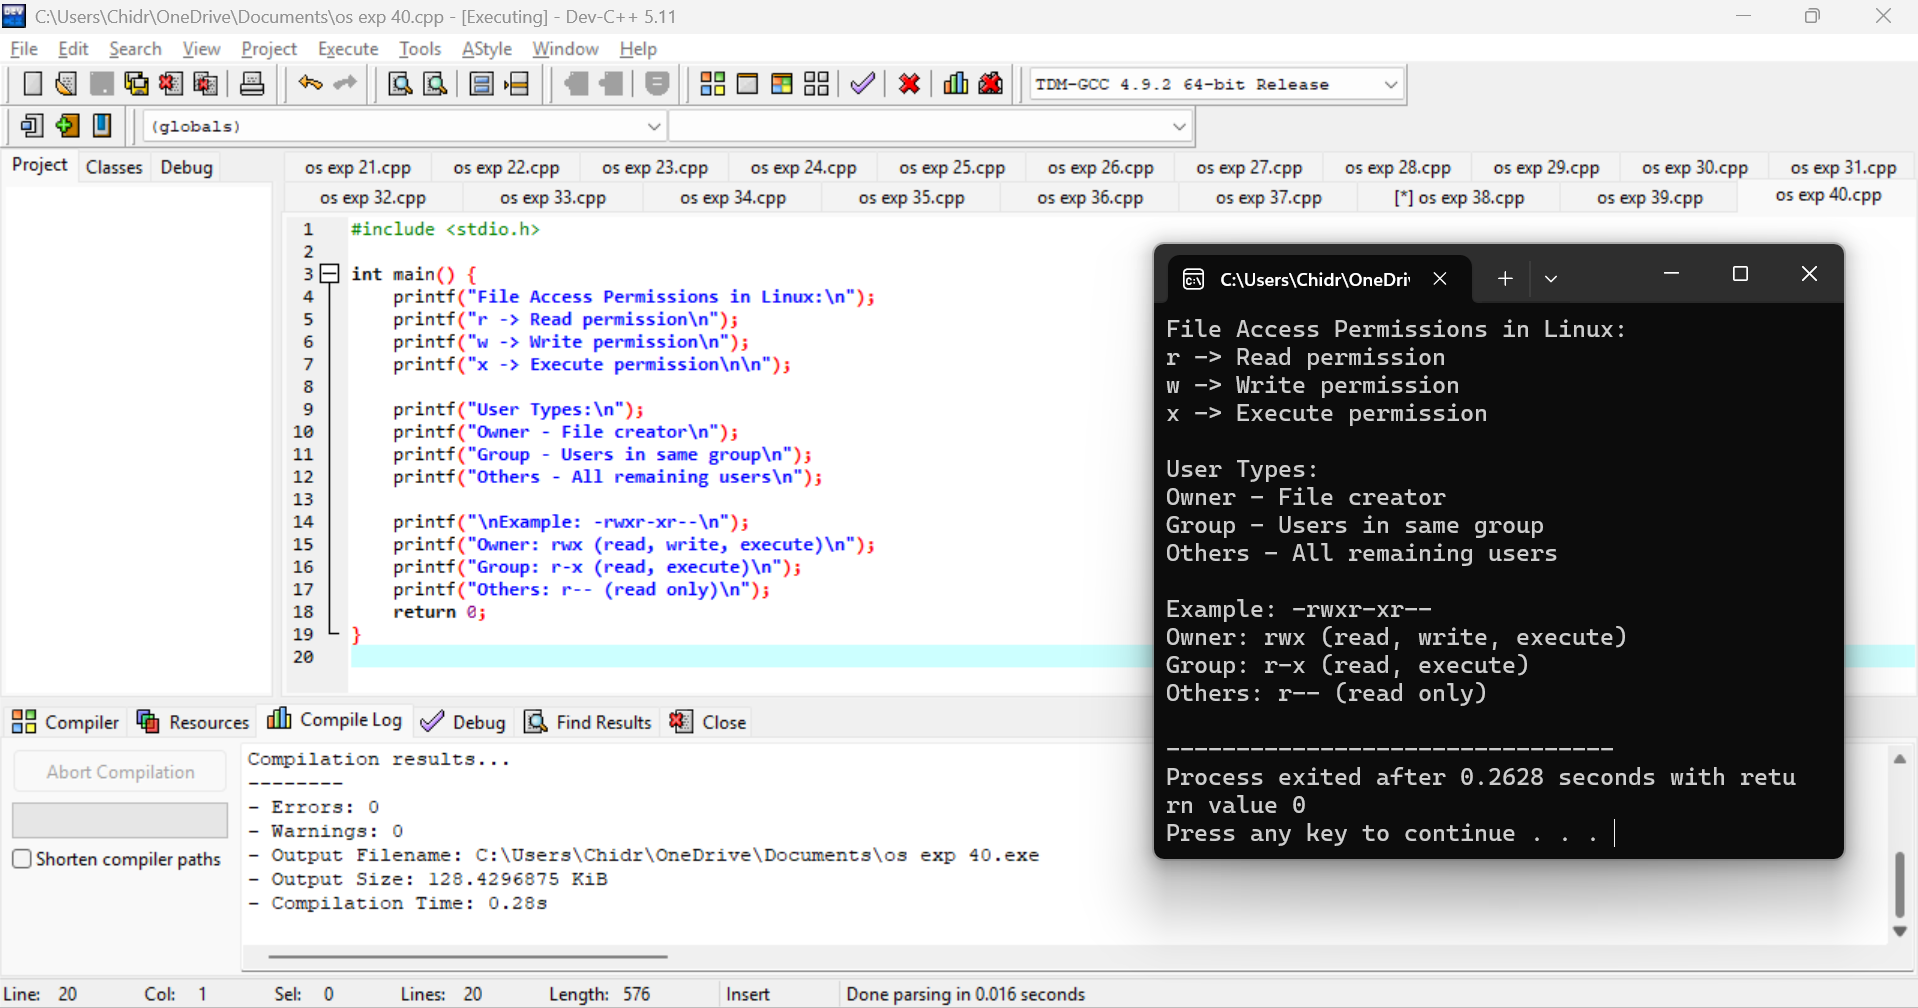 C:\Users\Chidr\OneDrive\Documents\os exp 40.cpp - [Executing] - Dev-C++ 5.11
File Edit Search View Project Execute Tools AStyle Window Help
TDM-GCC 4.9.2 64-bit Release
(globals)
Project Classes Debug
os exp 21.cpp os exp 22.cpp os exp 23.cpp os exp 24.cpp os exp 25.cpp os exp 26.cpp os exp 27.cpp os exp 28.cpp os exp 29.cpp os exp 30.cpp os exp 31.cpp
os exp 32.cpp os exp 33.cpp os exp 34.cpp os exp 35.cpp os exp 36.cpp os exp 37.cpp [*] os exp 38.cpp os exp 39.cpp os exp 40.cpp
1 #include <stdio.h>
2
3 int main() {
4 printf("File Access Permissions in Linux:\n");
5 printf("r -> Read permission\n");
6 printf("w -> Write permission\n");
7 printf("x -> Execute permission\n\n");
8
9 printf("User Types:\n");
10 printf("Owner - File creator\n");
11 printf("Group - Users in same group\n");
12 printf("Others - All remaining users\n");
13
14 printf("\nExample: -rwxr-xr--\n");
15 printf("Owner: rwx (read, write, execute)\n");
16 printf("Group: r-x (read, execute)\n");
17 printf("Others: r-- (read only)\n");
18 return 0;
19 }
20
C:\Users\Chidr\OneDri
File Access Permissions in Linux:
r -> Read permission
w -> Write permission
x -> Execute permission
User Types:
Owner - File creator
Group - Users in same group
Others - All remaining users
Example: -rwxr-xr--
Owner: rwx (read, write, execute)
Group: r-x (read, execute)
Others: r-- (read only)
--------------------------------
Process exited after 0.2628 seconds with retu
rn value 0
Press any key to continue . . .
Compiler Resources Compile Log Debug Find Results Close
Abort Compilation
Shorten compiler paths
Compilation results...
--------
- Errors: 0
- Warnings: 0
- Output Filename: C:\Users\Chidr\OneDrive\Documents\os exp 40.exe
- Output Size: 128.4296875 KiB
- Compilation Time: 0.28s
Line: 20 Col: 1 Sel: 0 Lines: 20 Length: 576 Insert Done parsing in 0.016 seconds